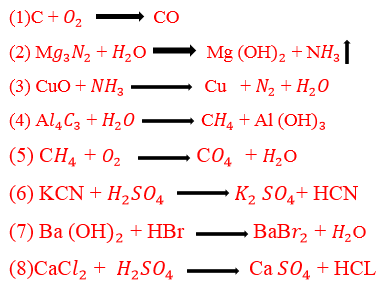 (1)C + O₂ ⟶ CO
(2) Mg₃N₂ + H₂O ⟶ Mg (OH)₂ + NH₃↑
(3) CuO + NH₃ ⟶ Cu + N₂ + H₂O
(4) Al₄C₃ + H₂O ⟶ CH₄ + Al (OH)₃
(5) CH₄ + O₂ ⟶ CO₄ + H₂O
(6) KCN + H₂SO₄ ⟶ K₂ SO₄+ HCN
(7) Ba (OH)₂ + HBr ⟶ BaBr₂ + H₂O
(8)CaCl₂ + H₂SO₄ ⟶ Ca SO₄ + HCL